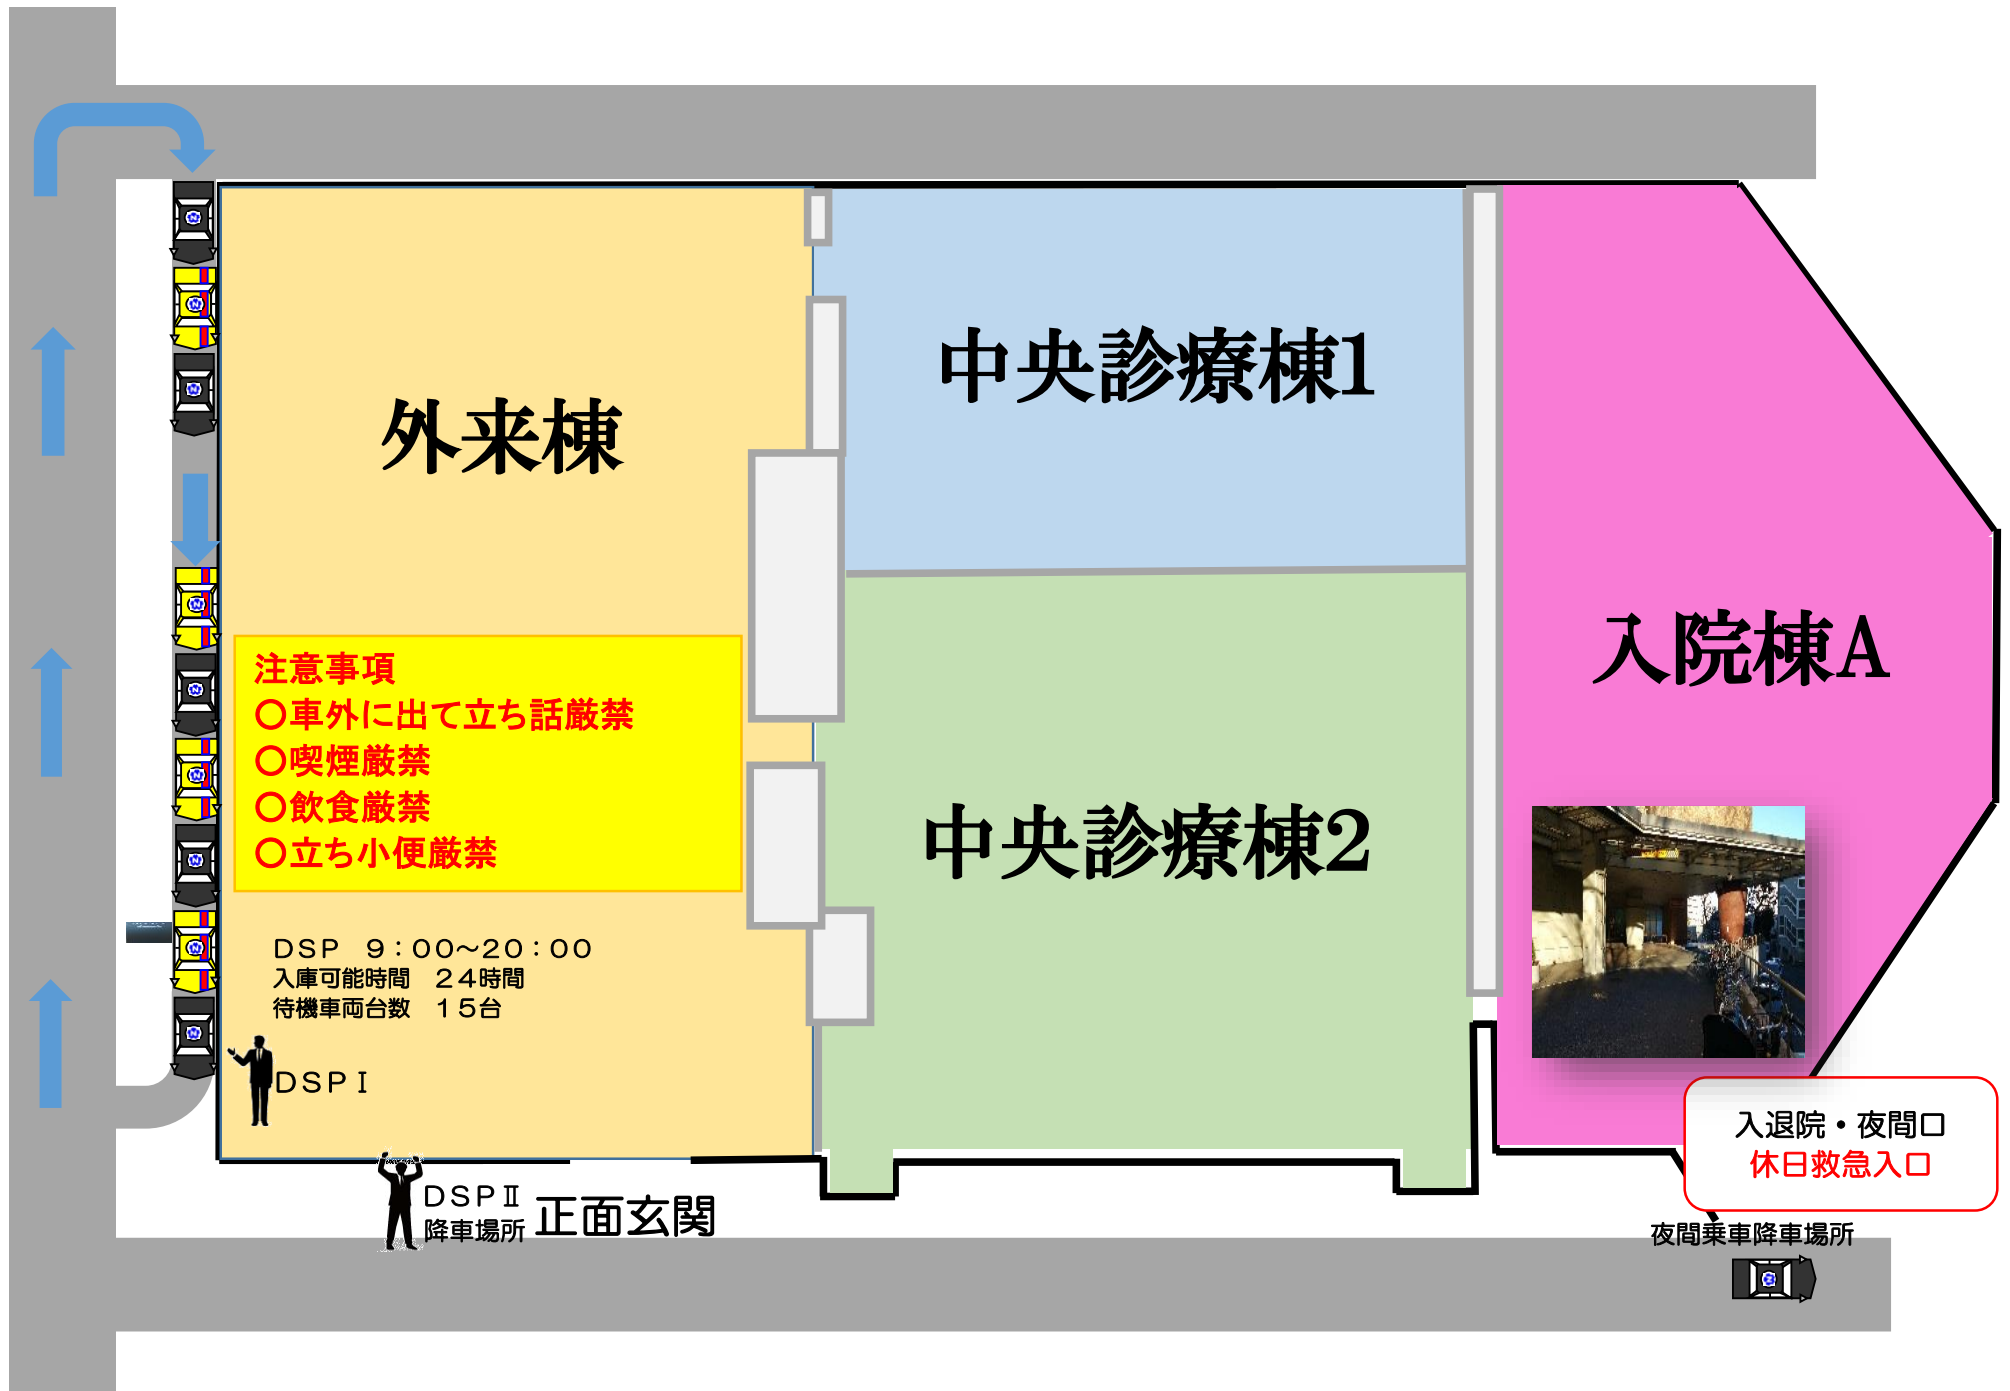 外来棟
中央診療棟1
入院棟A
注意事項
○車外に出て立ち話厳禁
○喫煙厳禁
○飲食厳禁
○立ち小便厳禁
中央診療棟2
DSP 9:00～20:00
入庫可能時間 24時間
待機車両台数 15台
DSPⅠ
DSPⅡ
降車場所
正面玄関
入退院・夜間口
休日救急入口
夜間乗車降車場所